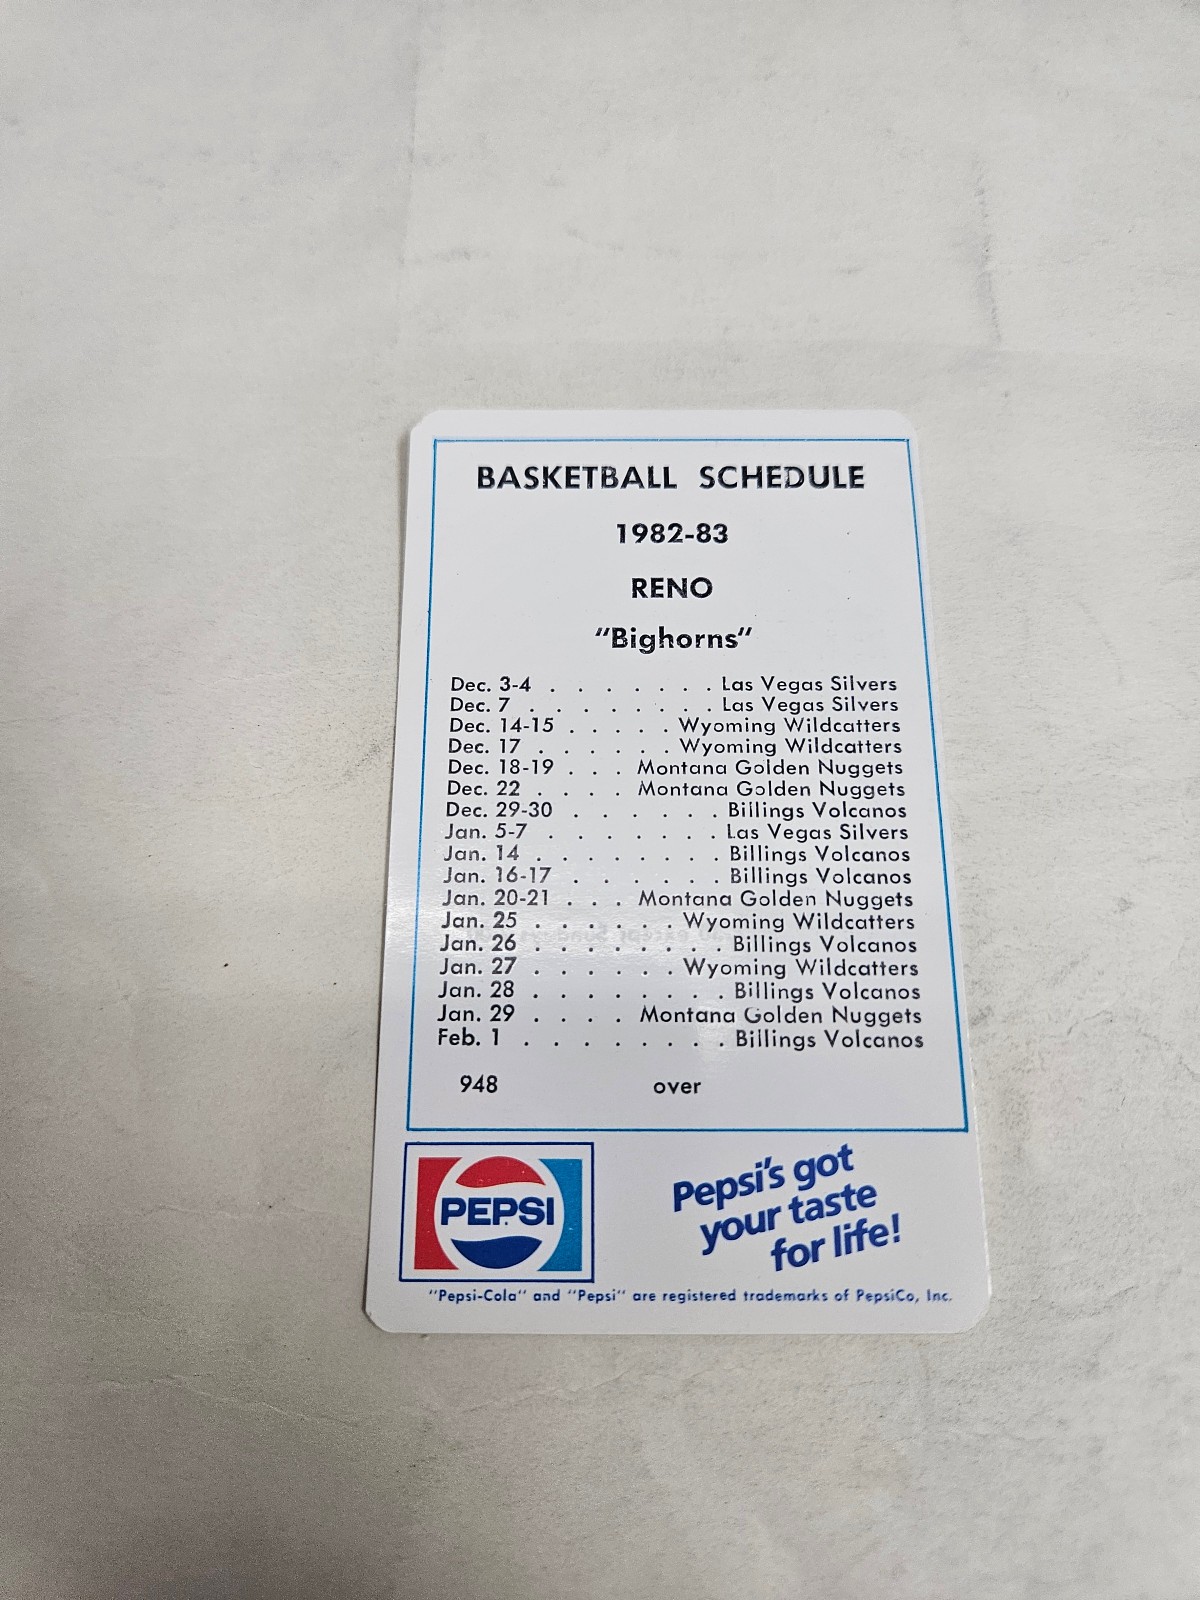 BASKETBALL SCHEDULE
1982-83
RENO
"Bighorns"
Dec. 3-4 . . . . . . . Las Vegas Silvers
Dec. 7 . . . . . . . . Las Vegas Silvers
Dec. 14-15 . . . . . Wyoming Wildcatters
Dec. 17 . . . . . . Wyoming Wildcatters
Dec. 18-19 . . . Montana Golden Nuggets
Dec. 22 . . . . Montana Golden Nuggets
Dec. 29-30 . . . . . . Billings Volcanos
Jan. 5-7 . . . . . . . Las Vegas Silvers
Jan. 14 . . . . . . . . Billings Volcanos
Jan. 16-17 . . . . . . Billings Volcanos
Jan. 20-21 . . . Montana Golden Nuggets
Jan. 25 . . . . . . Wyoming Wildcatters
Jan. 26 . . . . . . . . Billings Volcanos
Jan. 27 . . . . . . Wyoming Wildcatters
Jan. 28 . . . . . . . . Billings Volcanos
Jan. 29 . . . . Montana Golden Nuggets
Feb. 1 . . . . . . . . Billings Volcanos
948 over
PEPSI
Pepsi's got
your taste
for life!
"Pepsi-Cola" and "Pepsi" are registered trademarks of PepsiCo, Inc.